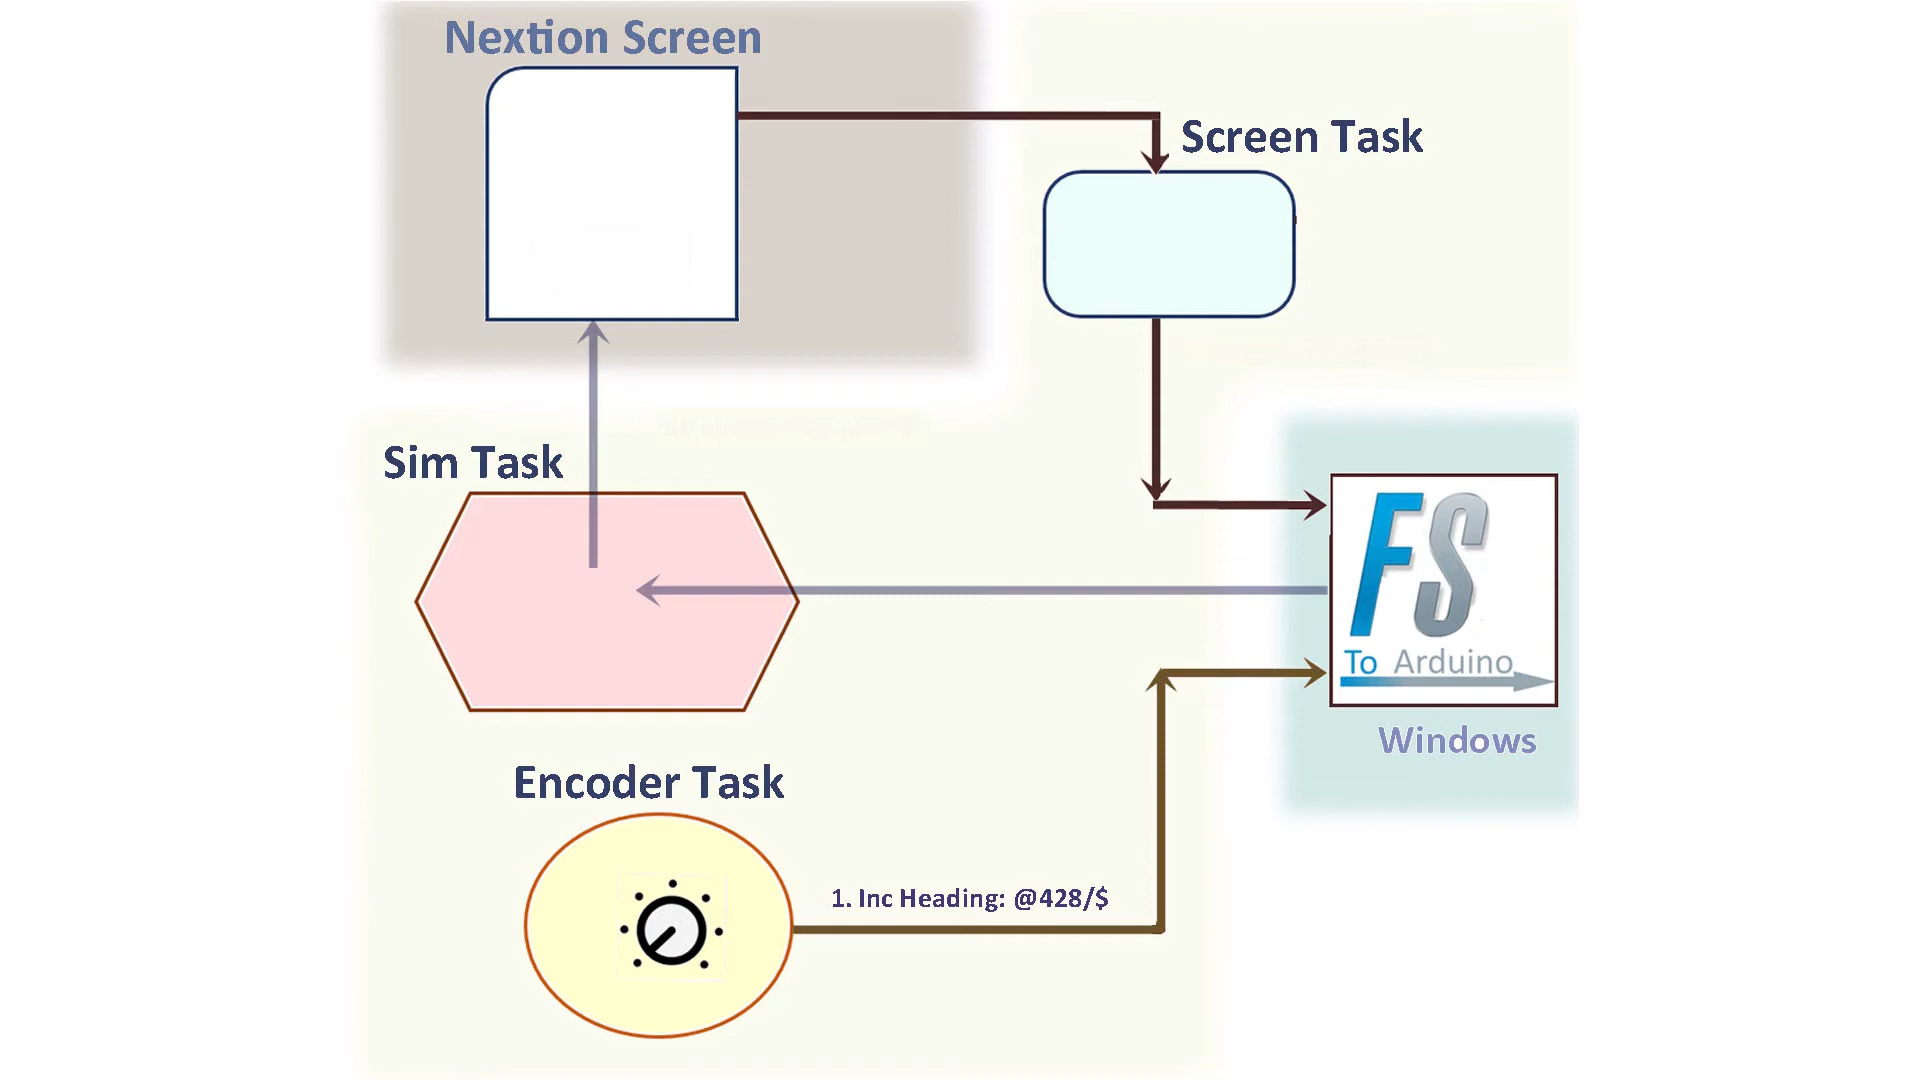 Nextion Screen
Screen Task
Sim Task
FS
To Arduino
Windows
Encoder Task
1. Inc Heading: @428/$